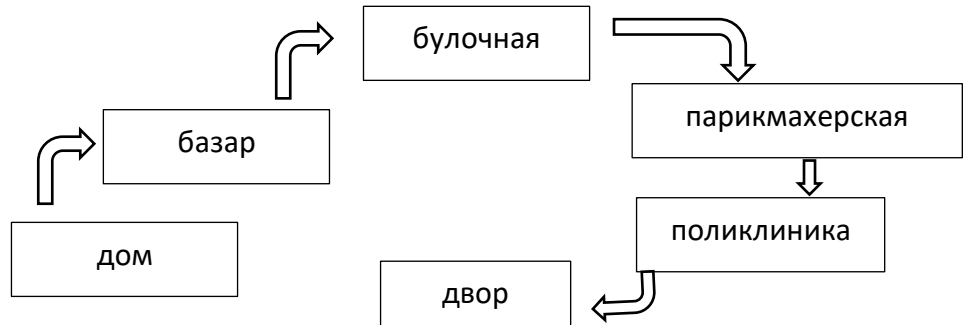 дом
базар
булочная
парикмахерская
поликлиника
двор